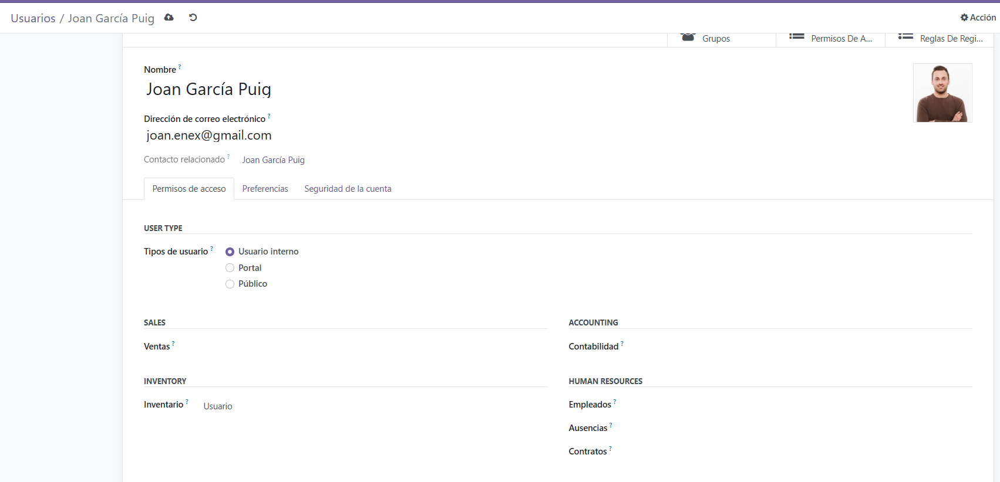 Usuarios / Joan García Puig
Acción
Grupos
Permisos De A...
Reglas De Regi...
Nombre ?
Joan García Puig
Dirección de correo electrónico ?
joan.enex@gmail.com
Contacto relacionado ? Joan García Puig
Permisos de acceso Preferencias Seguridad de la cuenta
USER TYPE
Tipos de usuario ? Usuario interno
Portal
Público
SALES
Ventas ?
ACCOUNTING
Contabilidad ?
INVENTORY
Inventario ? Usuario
HUMAN RESOURCES
Empleados ?
Ausencias ?
Contratos ?